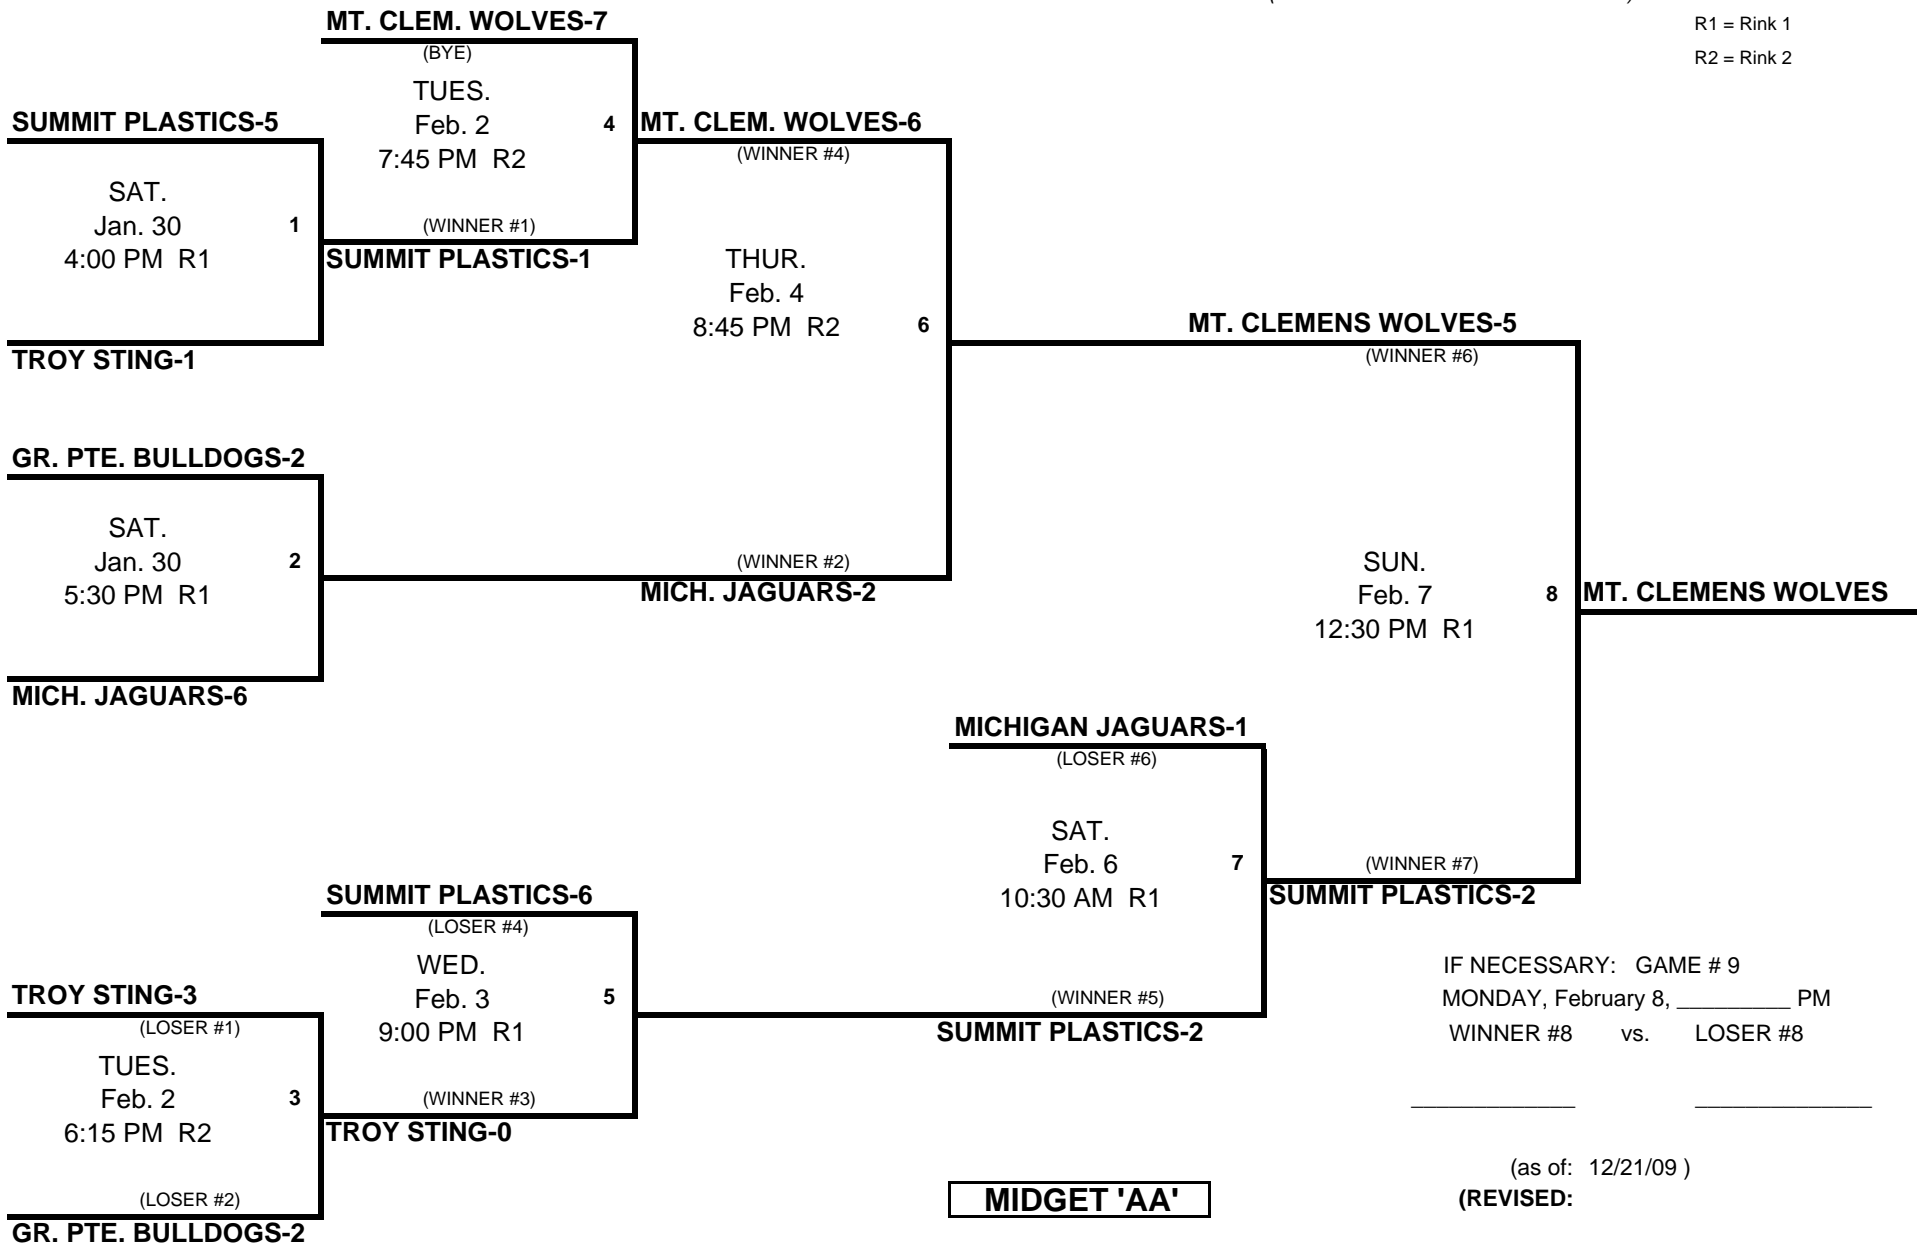 MT. CLEM. WOLVES-7
(BYE)
TUES.
Feb. 2
7:45 PM R2
4
R1 = Rink 1
R2 = Rink 2
SUMMIT PLASTICS-5
SAT.
Jan. 30
4:00 PM R1
1
TROY STING-1
(WINNER #1)
SUMMIT PLASTICS-1
MT. CLEM. WOLVES-6
(WINNER #4)
THUR.
Feb. 4
8:45 PM R2
6
GR. PTE. BULLDOGS-2
SAT.
Jan. 30
5:30 PM R1
2
MICH. JAGUARS-6
(WINNER #2)
MICH. JAGUARS-2
MT. CLEMENS WOLVES-5
(WINNER #6)
SUN.
Feb. 7
12:30 PM R1
8
MT. CLEMENS WOLVES
MICHIGAN JAGUARS-1
(LOSER #6)
SAT.
Feb. 6
10:30 AM R1
7
(WINNER #7)
SUMMIT PLASTICS-2
SUMMIT PLASTICS-6
(LOSER #4)
WED.
Feb. 3
9:00 PM R1
5
(WINNER #5)
SUMMIT PLASTICS-2
TROY STING-3
(LOSER #1)
TUES.
Feb. 2
6:15 PM R2
3
(LOSER #2)
GR. PTE. BULLDOGS-2
(WINNER #3)
TROY STING-0
IF NECESSARY: GAME # 9
MONDAY, February 8, _________ PM
WINNER #8 vs. LOSER #8
_____________ ______________
(as of: 12/21/09 )
(REVISED:
MIDGET 'AA'